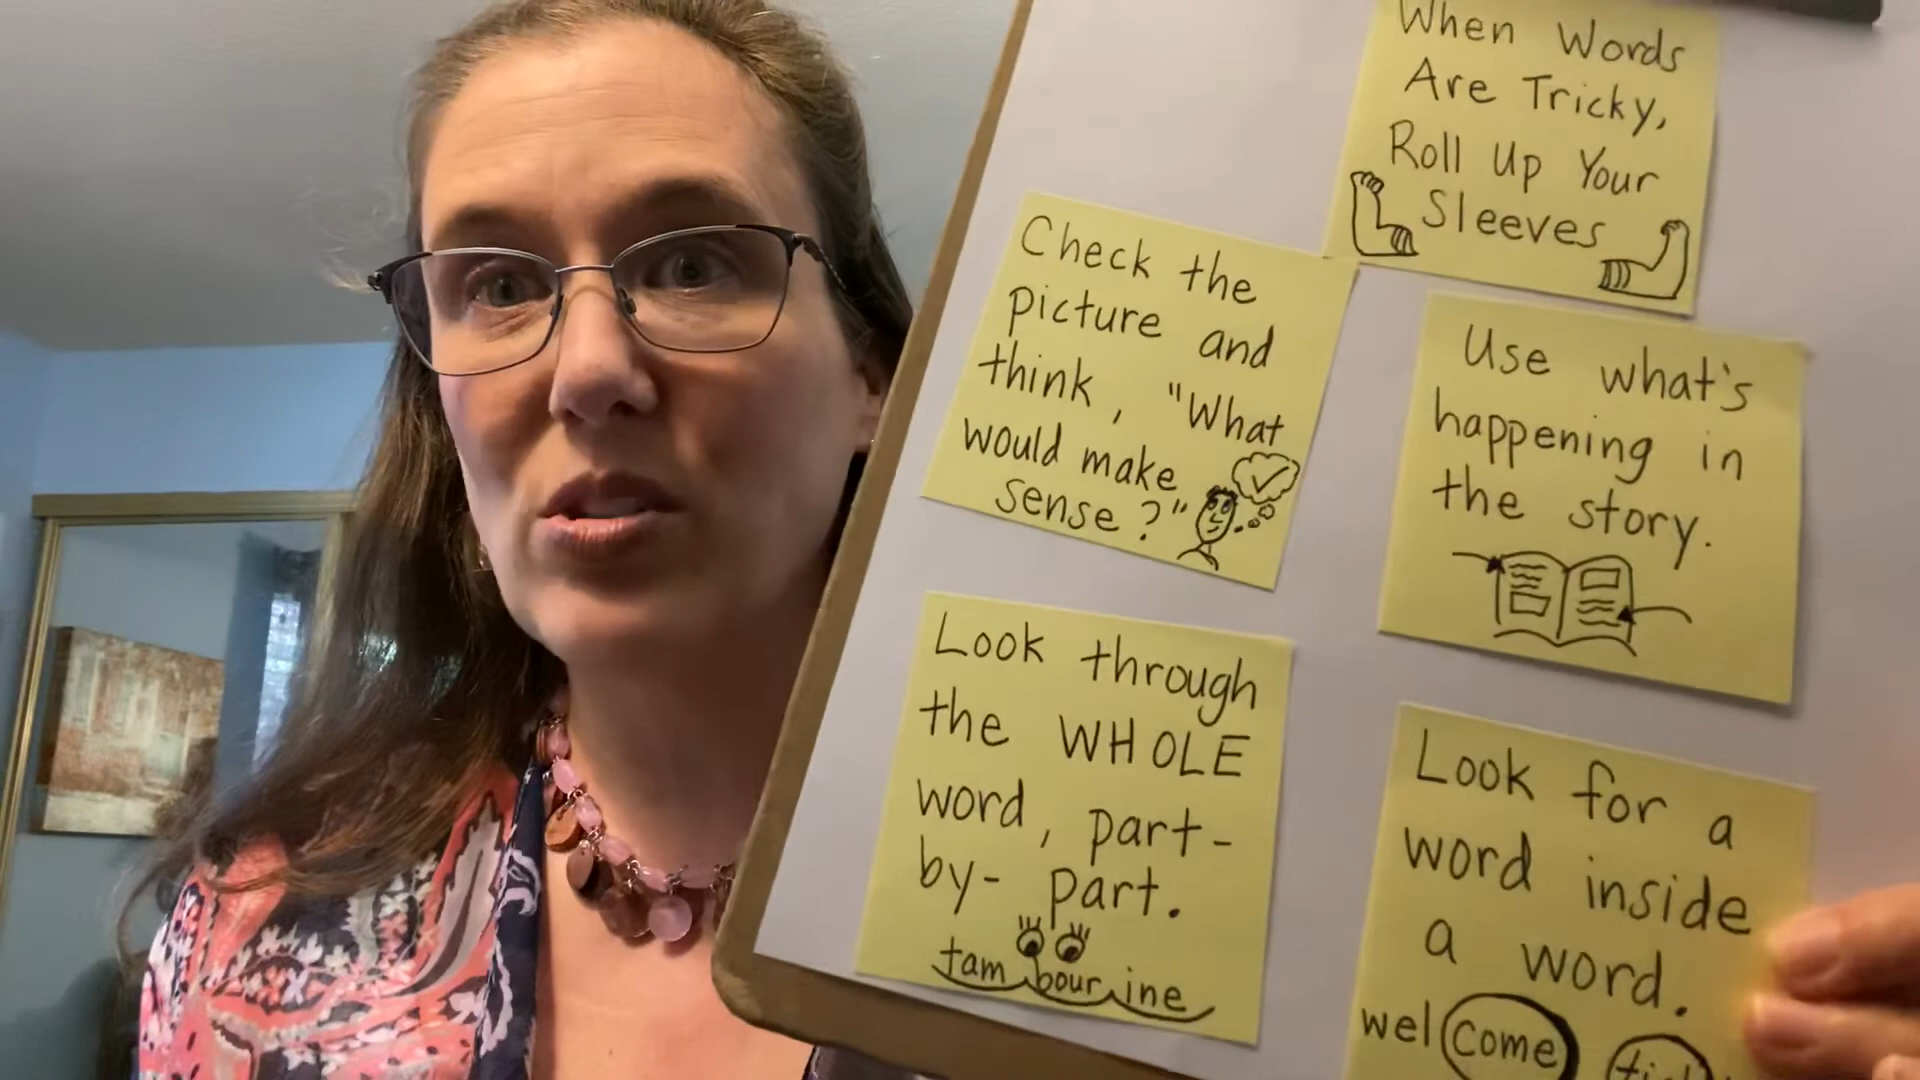 When Words
Are Tricky,
Roll Up Your
Sleeves
Check the
picture and
think, "What
would make
sense?"
Use what's
happening in
the story.
Look through
the WHOLE
word, part-
by- part.
tam bour ine
Look for a
word inside
a word.
wel come